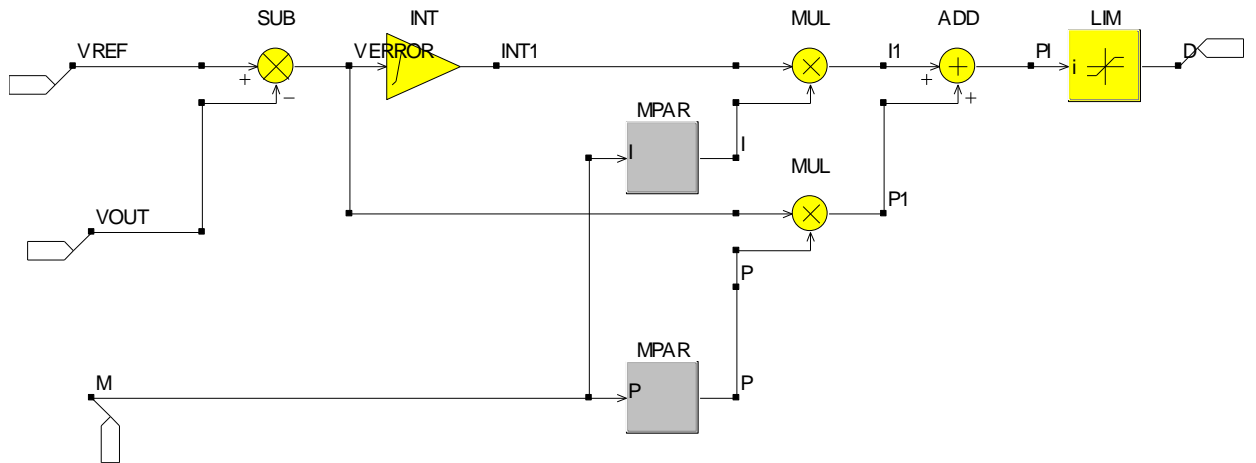 SUB
INT
MUL
ADD
LIM
VREF
VERROR
INT1
I1
PI
i
D
+
−
+
+
MPAR
I
I
MUL
VOUT
P1
P
MPAR
M
P
P